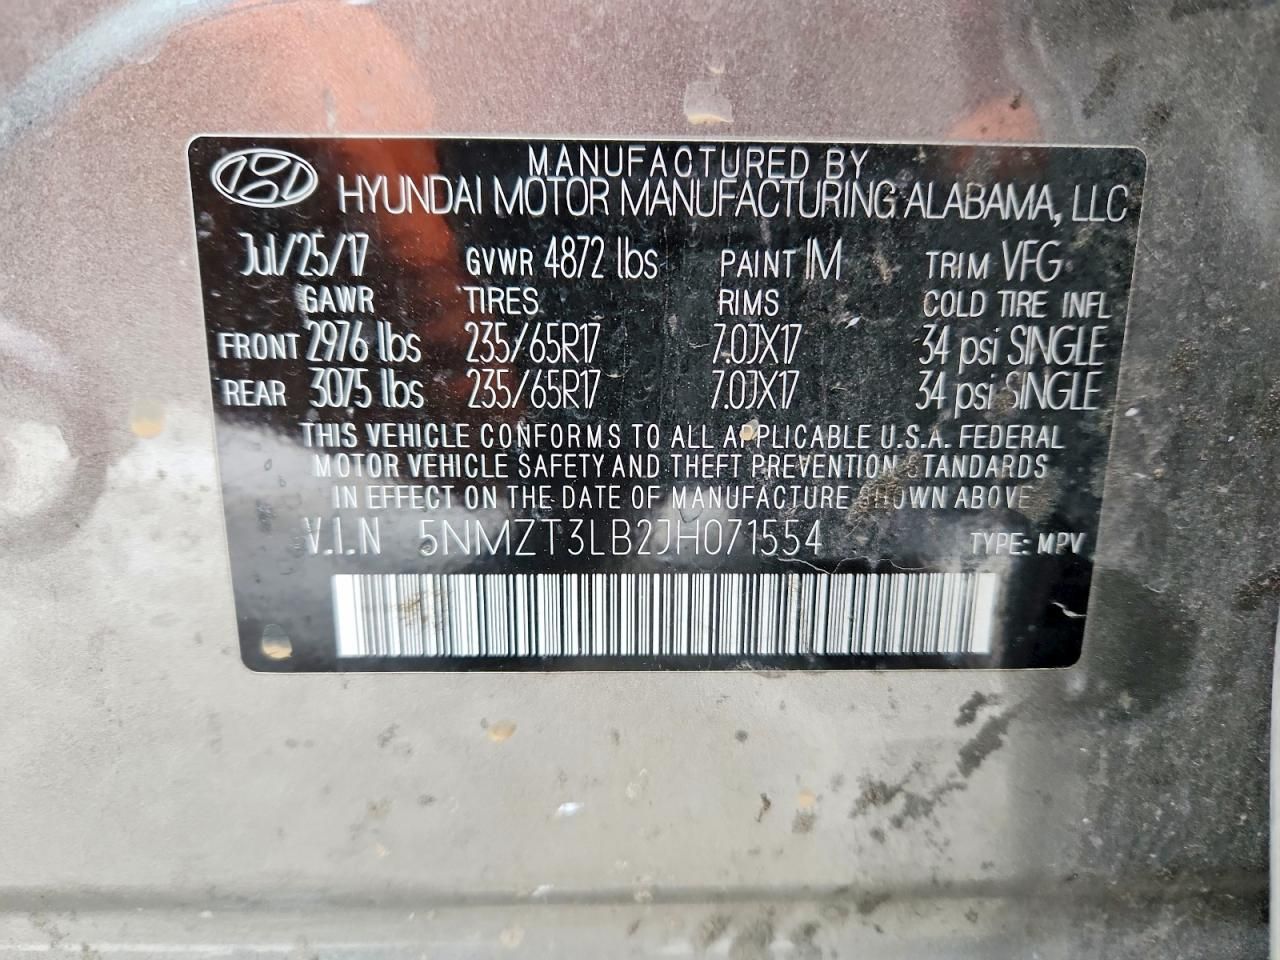 MANUFACTURED BY
HYUNDAI MOTOR MANUFACTURING ALABAMA, LLC
Jul/25/17 GVWR 4872 lbs PAINT IM TRIM VFG
GAWR TIRES RIMS COLD TIRE INFL
FRONT 2976 lbs 235/65R17 7.0JX17 34 psi SINGLE
REAR 3075 lbs 235/65R17 7.0JX17 34 psi SINGLE
THIS VEHICLE CONFORMS TO ALL APPLICABLE U.S.A. FEDERAL
MOTOR VEHICLE SAFETY AND THEFT PREVENTION STANDARDS
IN EFFECT ON THE DATE OF MANUFACTURE SHOWN ABOVE
V.I.N 5NMZT3LB2JH071554 TYPE: MPV